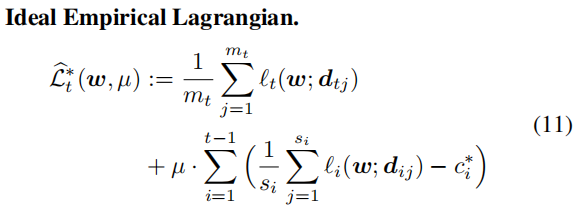 Ideal Empirical Lagrangian.
$\widehat{\mathcal{L}}_t^*(\boldsymbol{w}, \mu) := \frac{1}{m_t} \sum_{j=1}^{m_t} \ell_t(\boldsymbol{w}; \boldsymbol{d}_{tj})$
$+ \mu \cdot \sum_{i=1}^{t-1} \Big( \frac{1}{s_i} \sum_{j=1}^{s_i} \ell_i(\boldsymbol{w}; \boldsymbol{d}_{ij}) - c_i^* \Big)$ (11)